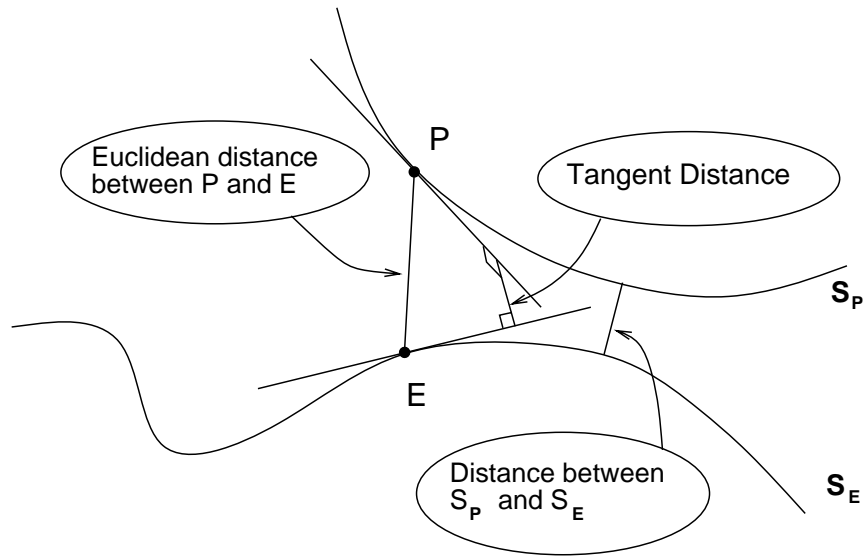 P
Euclidean distance
between P and E
Tangent Distance
S_P
E
Distance between
S_P and S_E
S_E